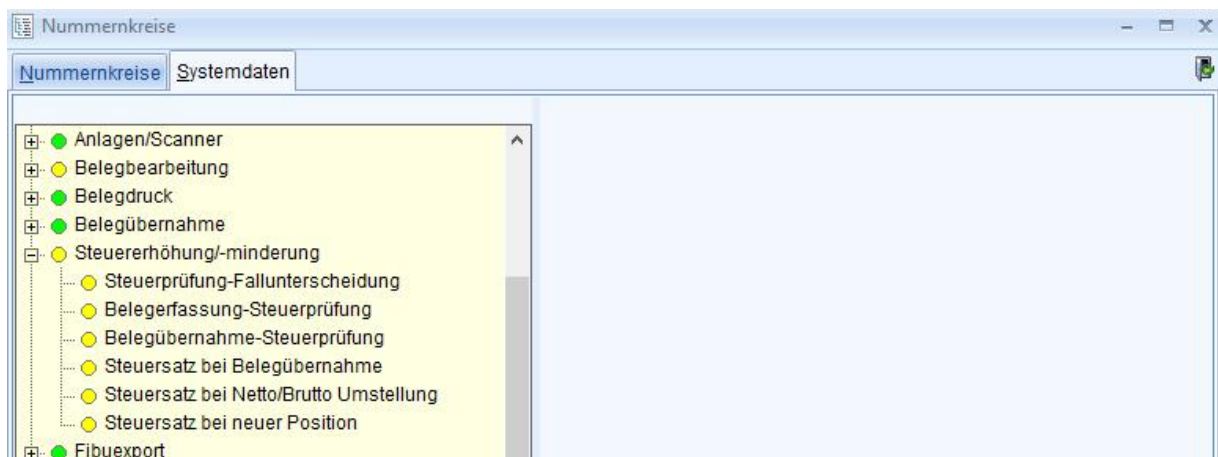 Nummernkreise
Nummernkreise Systemdaten
Anlagen/Scanner
Belegbearbeitung
Belegdruck
Belegübernahme
Steuererhöhung/-minderung
Steuerprüfung-Fallunterscheidung
Belegerfassung-Steuerprüfung
Belegübernahme-Steuerprüfung
Steuersatz bei Belegübernahme
Steuersatz bei Netto/Brutto Umstellung
Steuersatz bei neuer Position
Fibuexport